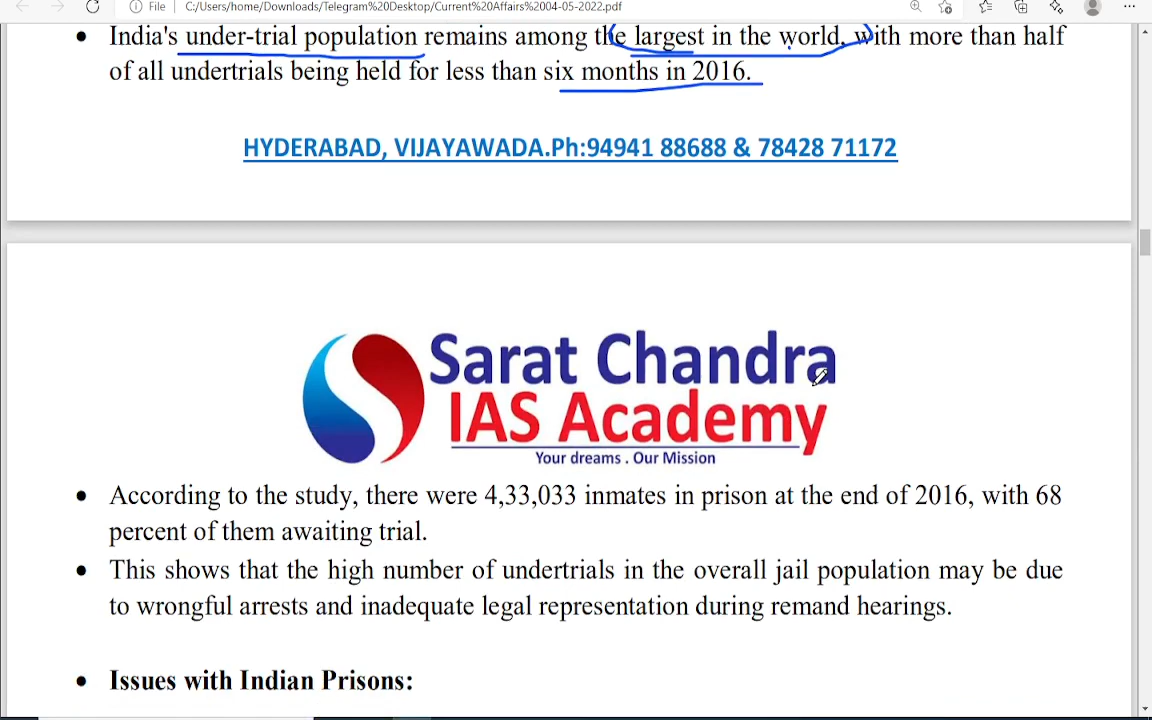 File C:/Users/home/Downloads/Telegram%20Desktop/Current%20Affairs%2004-05-2022.pdf
• India's under-trial population remains among the largest in the world, with more than half
of all undertrials being held for less than six months in 2016.
HYDERABAD, VIJAYAWADA.Ph:94941 88688 & 78428 71172
Sarat Chandra
IAS Academy
Your dreams . Our Mission
• According to the study, there were 4,33,033 inmates in prison at the end of 2016, with 68
percent of them awaiting trial.
• This shows that the high number of undertrials in the overall jail population may be due
to wrongful arrests and inadequate legal representation during remand hearings.
• Issues with Indian Prisons: